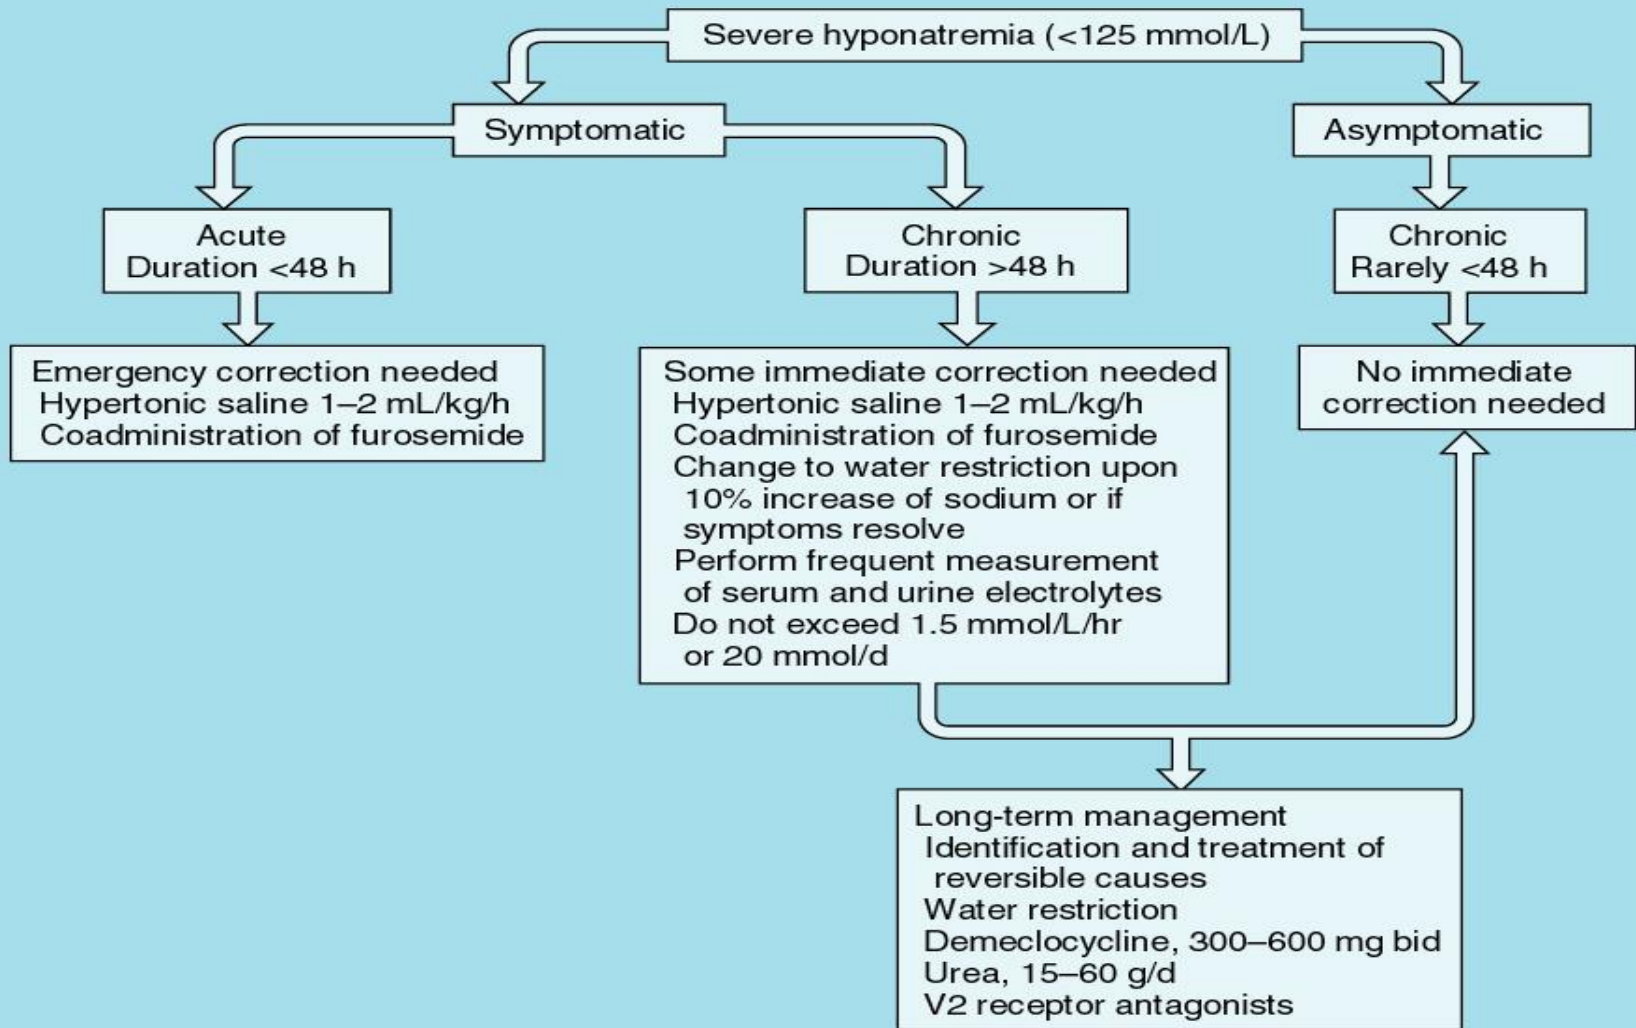 Severe hyponatremia (<125 mmol/L)
Symptomatic
Asymptomatic
Acute
Duration <48 h
Chronic
Duration >48 h
Chronic
Rarely <48 h
Emergency correction needed
Hypertonic saline 1–2 mL/kg/h
Coadministration of furosemide
Some immediate correction needed
Hypertonic saline 1–2 mL/kg/h
Coadministration of furosemide
Change to water restriction upon
10% increase of sodium or if
symptoms resolve
Perform frequent measurement
of serum and urine electrolytes
Do not exceed 1.5 mmol/L/hr
or 20 mmol/d
No immediate
correction needed
Long-term management
Identification and treatment of
reversible causes
Water restriction
Demeclocycline, 300–600 mg bid
Urea, 15–60 g/d
V2 receptor antagonists